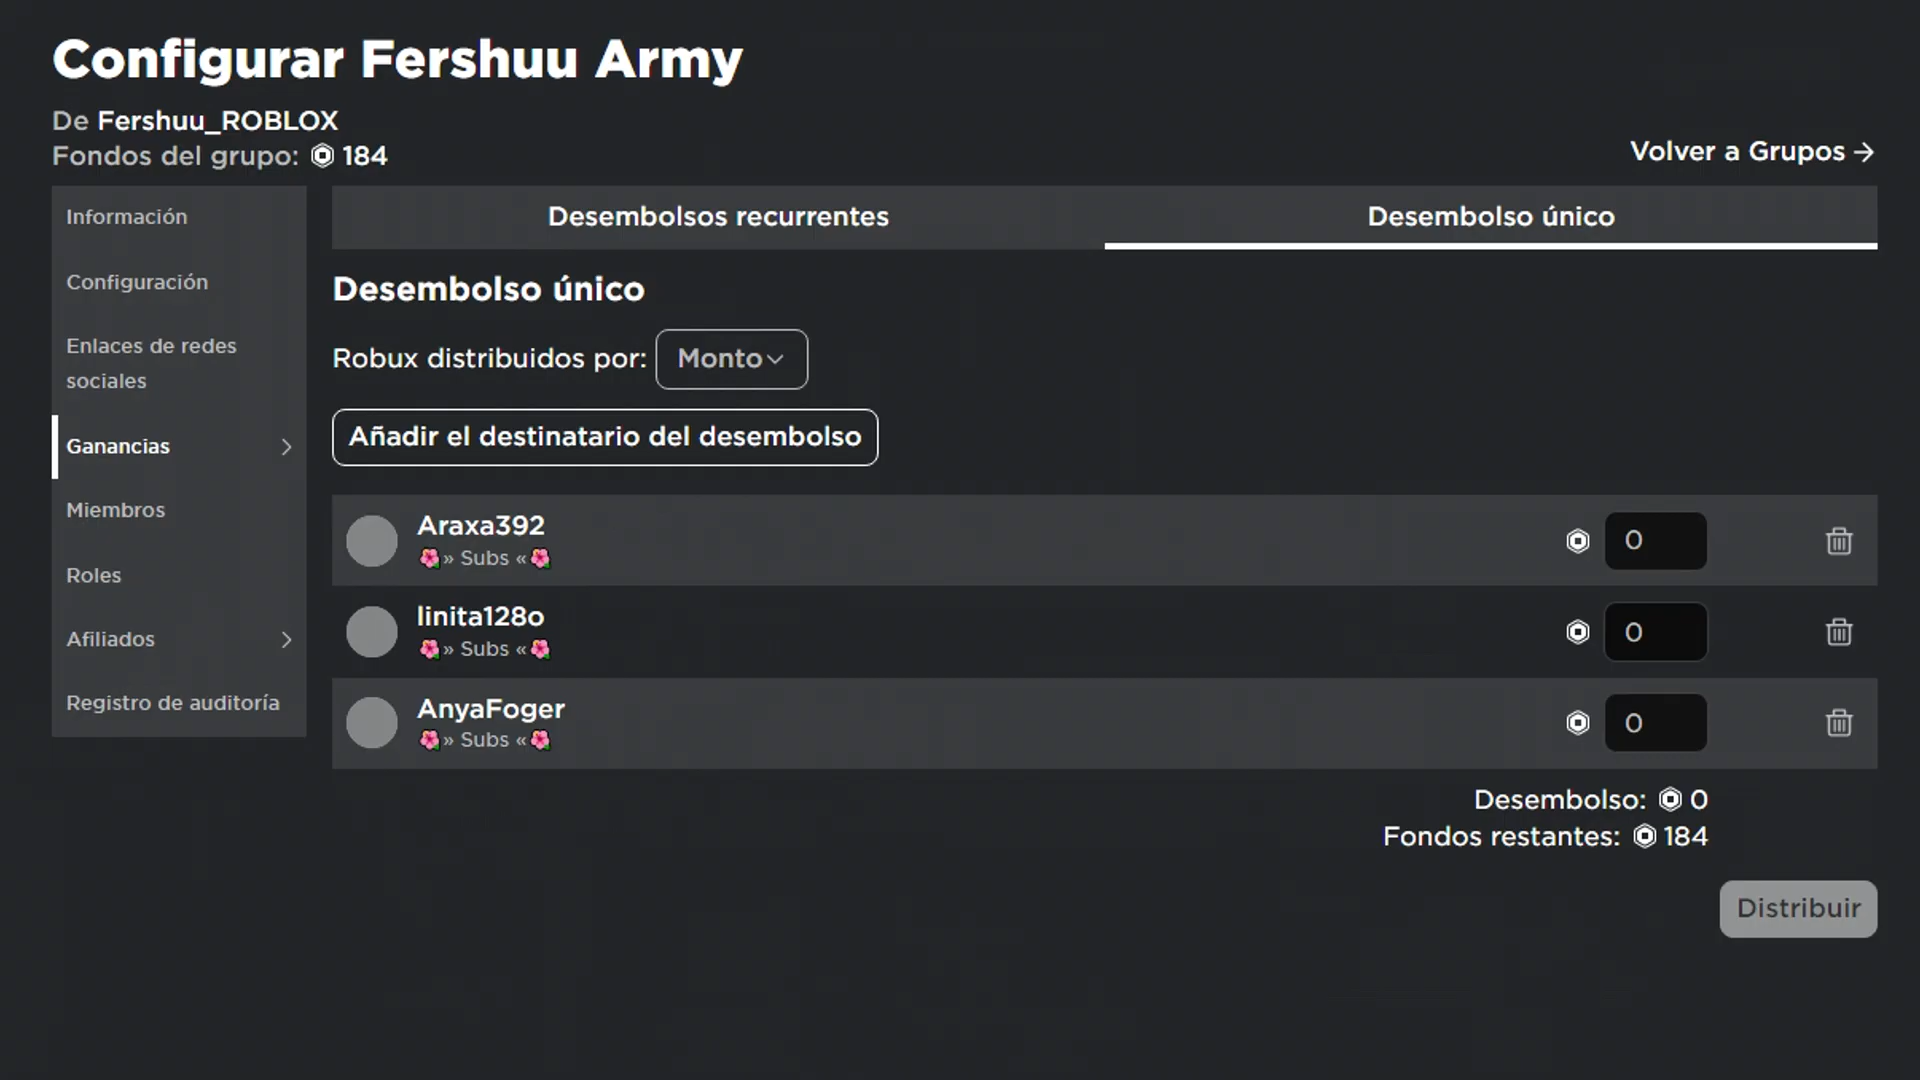 Configurar Fershuu Army
De Fershuu_ROBLOX
Fondos del grupo: 184
Volver a Grupos →
Información
Configuración
Enlaces de redes
sociales
Ganancias
Miembros
Roles
Afiliados
Registro de auditoría
Desembolsos recurrentes
Desembolso único
Desembolso único
Robux distribuidos por: Monto
Añadir el destinatario del desembolso
Araxa392
🌺» Subs «🌺
0
linita128o
🌺» Subs «🌺
0
AnyaFoger
🌺» Subs «🌺
0
Desembolso: 0
Fondos restantes: 184
Distribuir